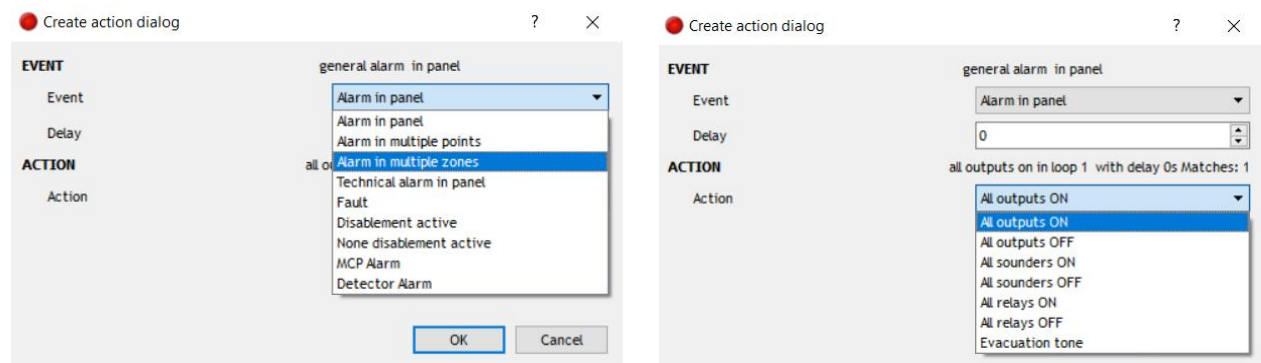 Create action dialog ? ×
EVENT general alarm in panel
Event Alarm in panel
Alarm in panel
Delay
Alarm in multiple points
ACTION all o
Alarm in multiple zones
Technical alarm in panel
Action
Fault
Disablement active
None disablement active
MCP Alarm
Detector Alarm
OK Cancel
Create action dialog ? ×
EVENT general alarm in panel
Event Alarm in panel
Delay 0
ACTION all outputs on in loop 1 with delay 0s Matches: 1
Action All outputs ON
All outputs ON
All outputs OFF
All sounders ON
All sounders OFF
All relays ON
All relays OFF
Evacuation tone